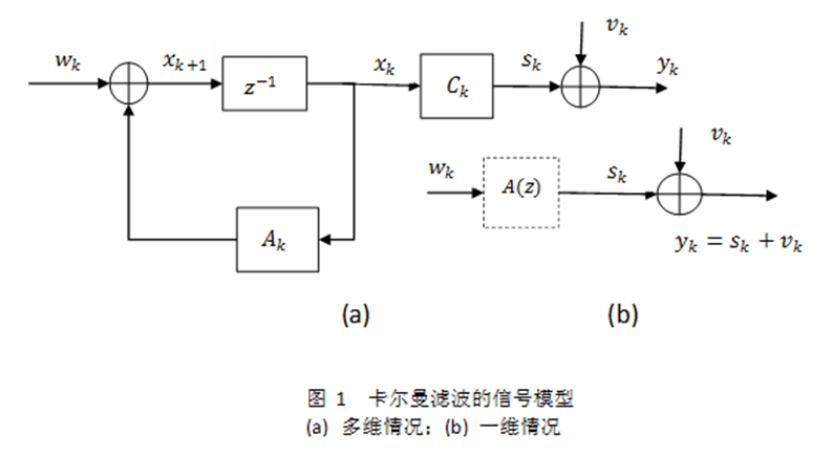 w_k
x_{k+1}
z^{-1}
x_k
C_k
s_k
v_k
y_k
A_k
w_k
A(z)
s_k
v_k
y_k = s_k + v_k
(a)
(b)
图 1 卡尔曼滤波的信号模型
(a) 多维情况；(b) 一维情况